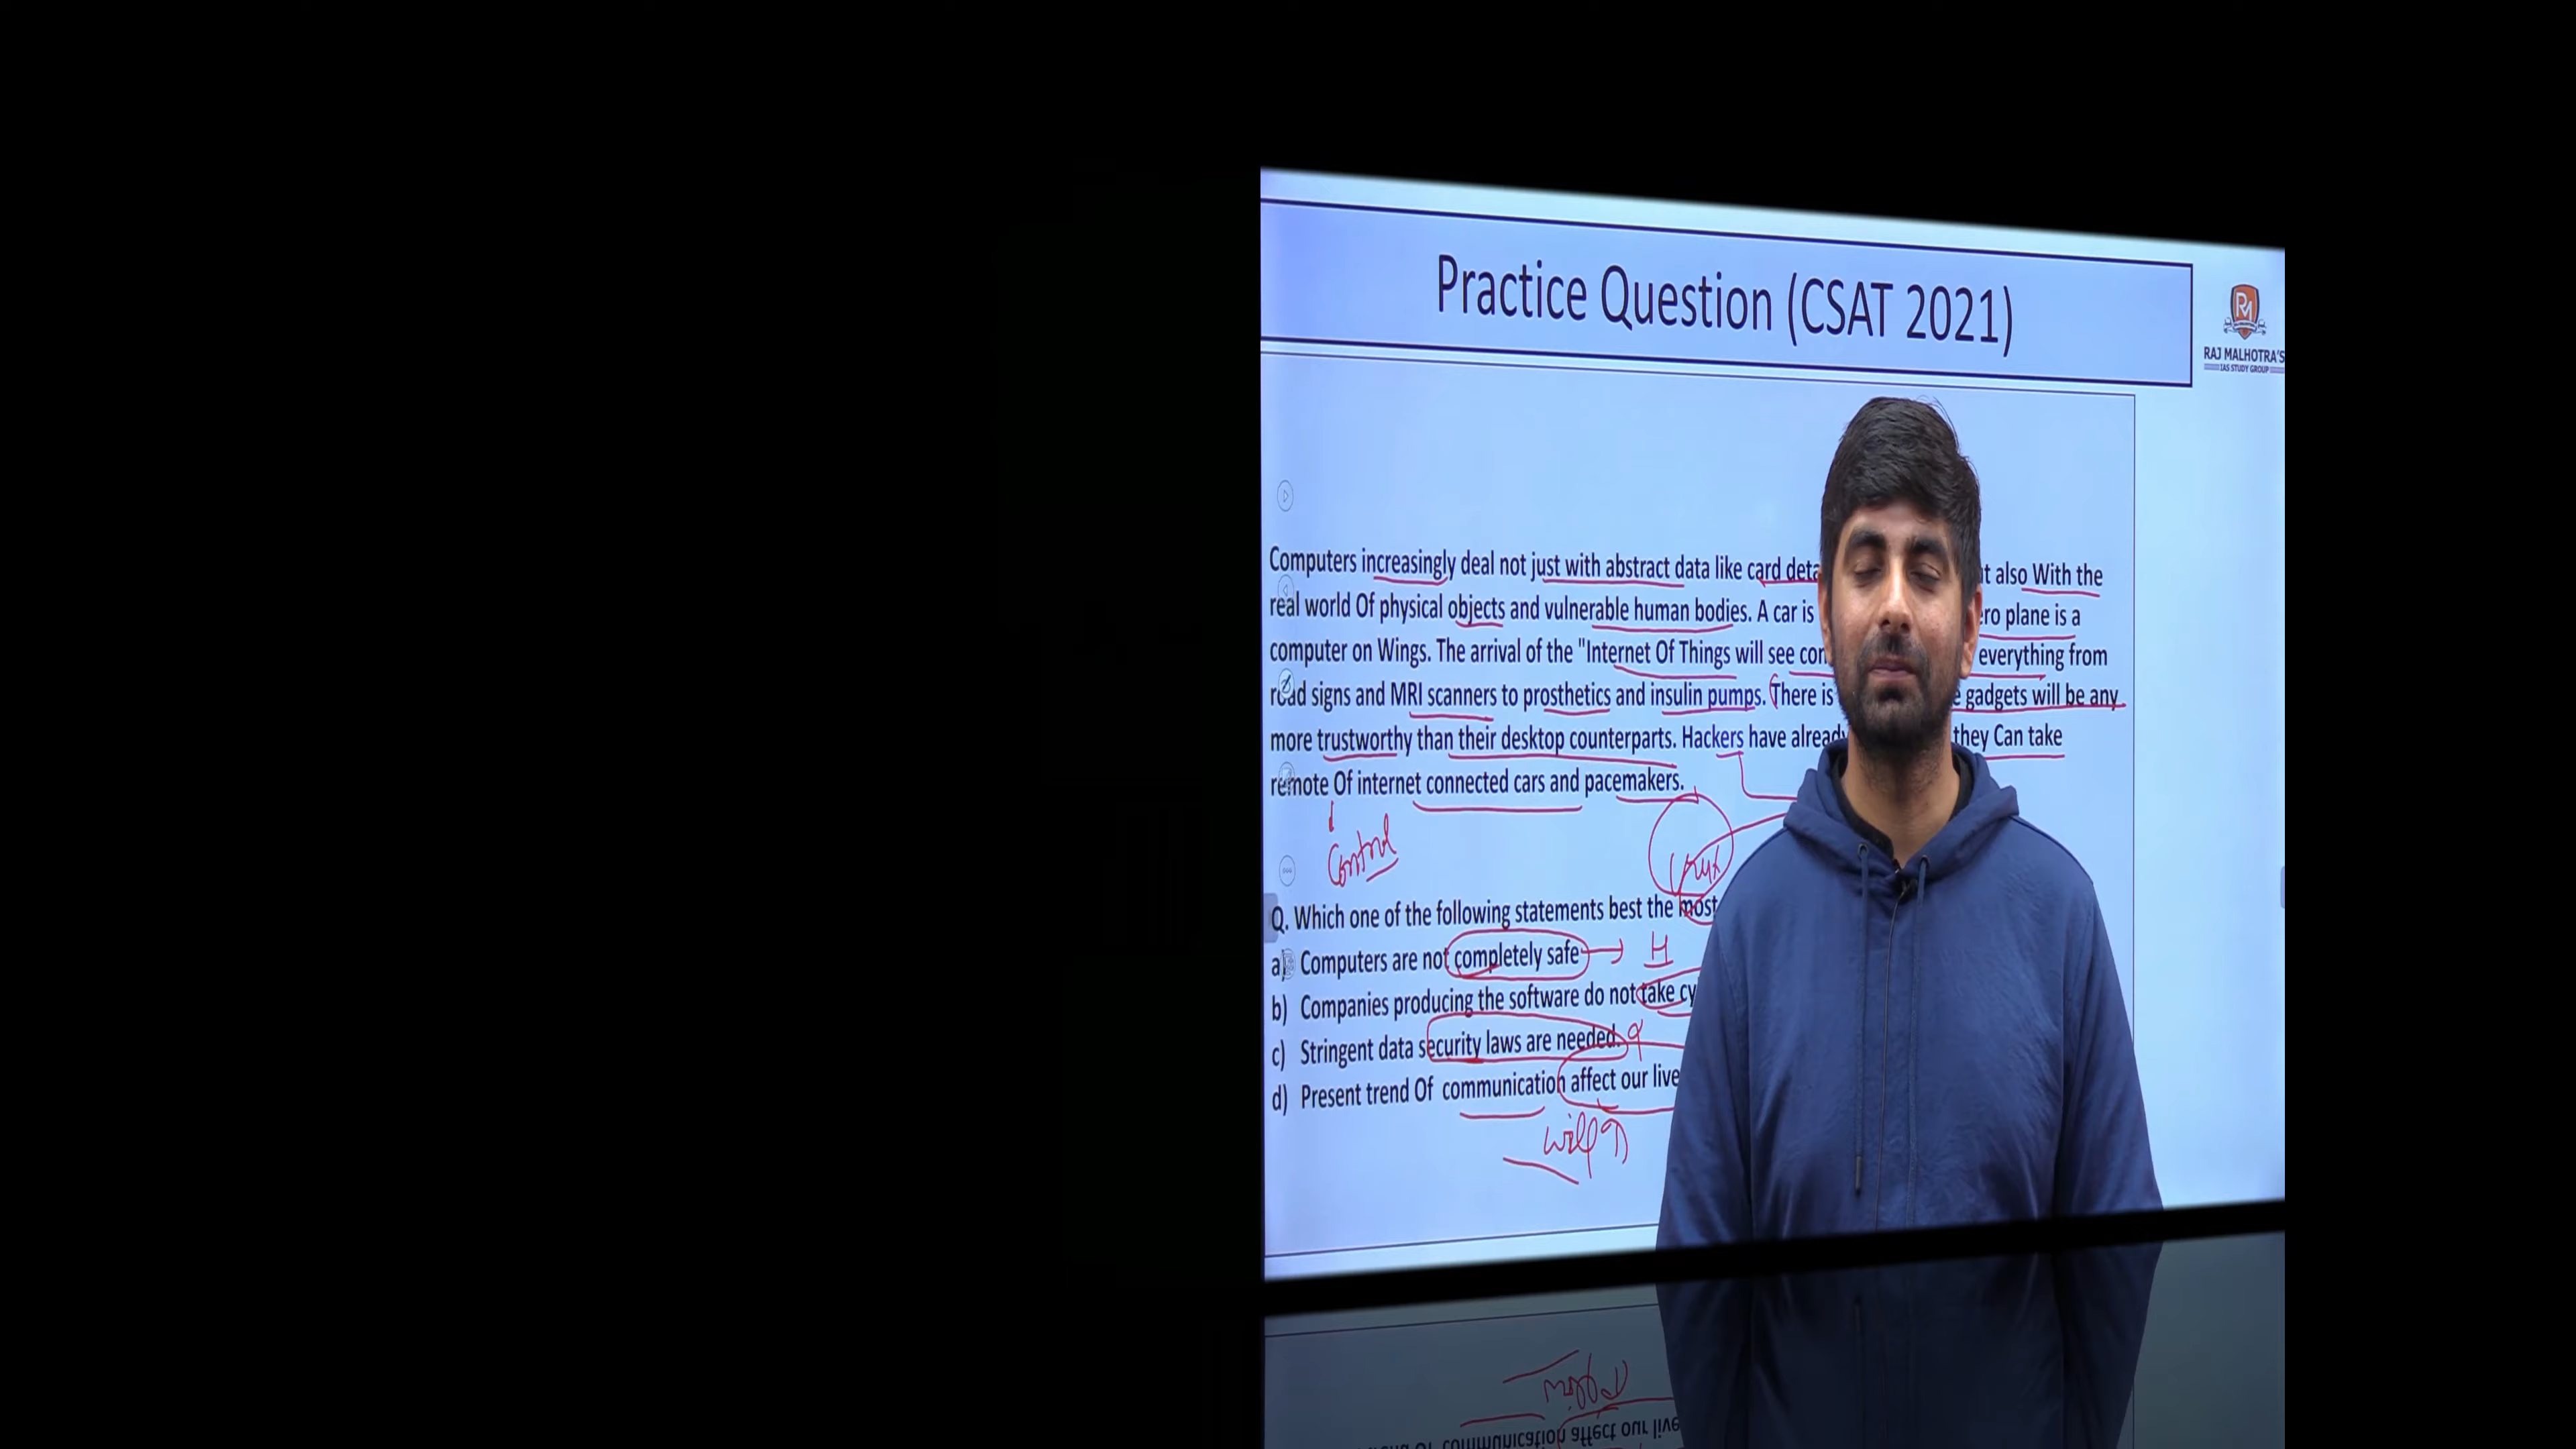 Practice Question (CSAT 2021)
RM
RAJ MALHOTRA'S
IAS STUDY GROUP
Computers increasingly deal not just with abstract data like card also With the
real world Of physical objects and vulnerable human bodies. A car is plane is a
computer on Wings. The arrival of the "Internet Of Things will see everything from
road signs and MRI scanners to prosthetics and insulin pumps. There is gadgets will be any
more trustworthy than their desktop counterparts. Hackers have already they Can take
remote Of internet connected cars and pacemakers.
Control
Crux
Q. Which one of the following statements best the most
a) Computers are not completely safe H
b) Companies producing the software do not take
c) Stringent data security laws are needed.
d) Present trend Of communication affect our
will